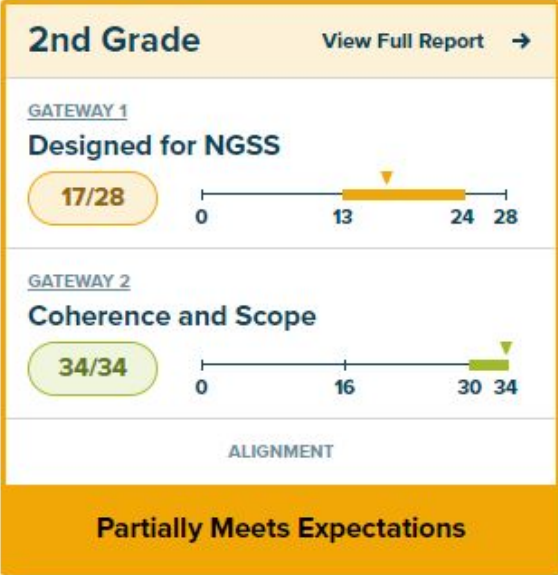 2nd Grade View Full Report →
GATEWAY 1
Designed for NGSS
17/28
0 13 24 28
GATEWAY 2
Coherence and Scope
34/34
0 16 30 34
ALIGNMENT
Partially Meets Expectations